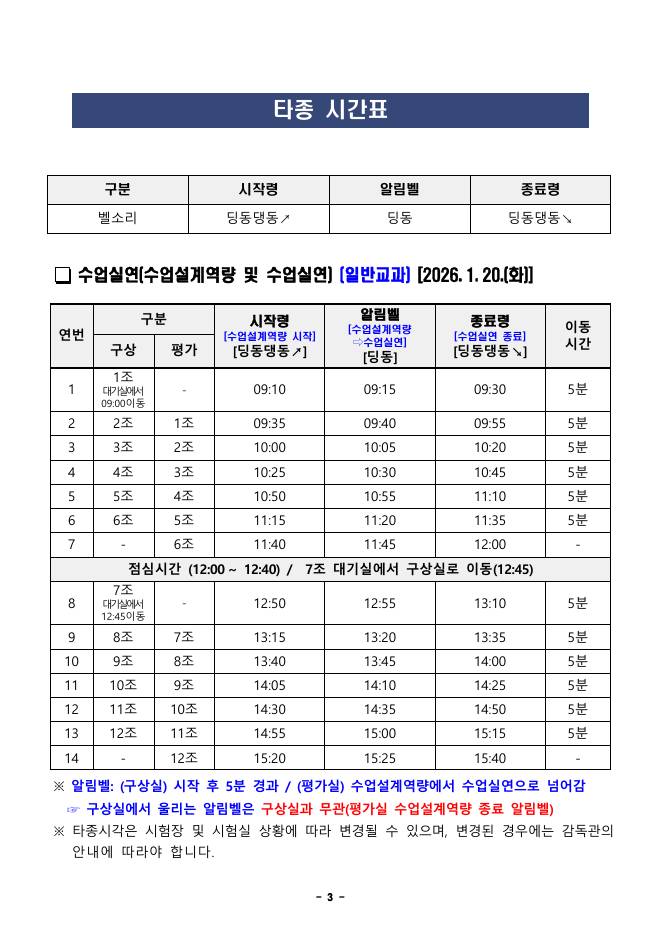 타종 시간표
구분 시작령 알림벨 종료령
벨소리 딩동댕동↗ 딩동 딩동댕동↘
❏ 수업실연(수업설계역량 및 수업실연) [일반교과] [2026. 1. 20.(화)]
연번 구분 시작령 [수업설계역량 시작] [딩동댕동↗] 알림벨 [수업설계역량 ⇨수업실연] [딩동] 종료령 [수업실연 종료] [딩동댕동↘] 이동 시간
구상 평가
1 1조 대기실에서 09:00이동 - 09:10 09:15 09:30 5분
2 2조 1조 09:35 09:40 09:55 5분
3 3조 2조 10:00 10:05 10:20 5분
4 4조 3조 10:25 10:30 10:45 5분
5 5조 4조 10:50 10:55 11:10 5분
6 6조 5조 11:15 11:20 11:35 5분
7 - 6조 11:40 11:45 12:00 -
점심시간 (12:00 ~ 12:40) / 7조 대기실에서 구상실로 이동(12:45)
8 7조 대기실에서 12:45이동 - 12:50 12:55 13:10 5분
9 8조 7조 13:15 13:20 13:35 5분
10 9조 8조 13:40 13:45 14:00 5분
11 10조 9조 14:05 14:10 14:25 5분
12 11조 10조 14:30 14:35 14:50 5분
13 12조 11조 14:55 15:00 15:15 5분
14 - 12조 15:20 15:25 15:40 -
※ 알림벨: (구상실) 시작 후 5분 경과 / (평가실) 수업설계역량에서 수업실연으로 넘어감
☞ 구상실에서 울리는 알림벨은 구상실과 무관(평가실 수업설계역량 종료 알림벨)
※ 타종시각은 시험장 및 시험실 상황에 따라 변경될 수 있으며, 변경된 경우에는 감독관의
안내에 따라야 합니다.
- 3 -